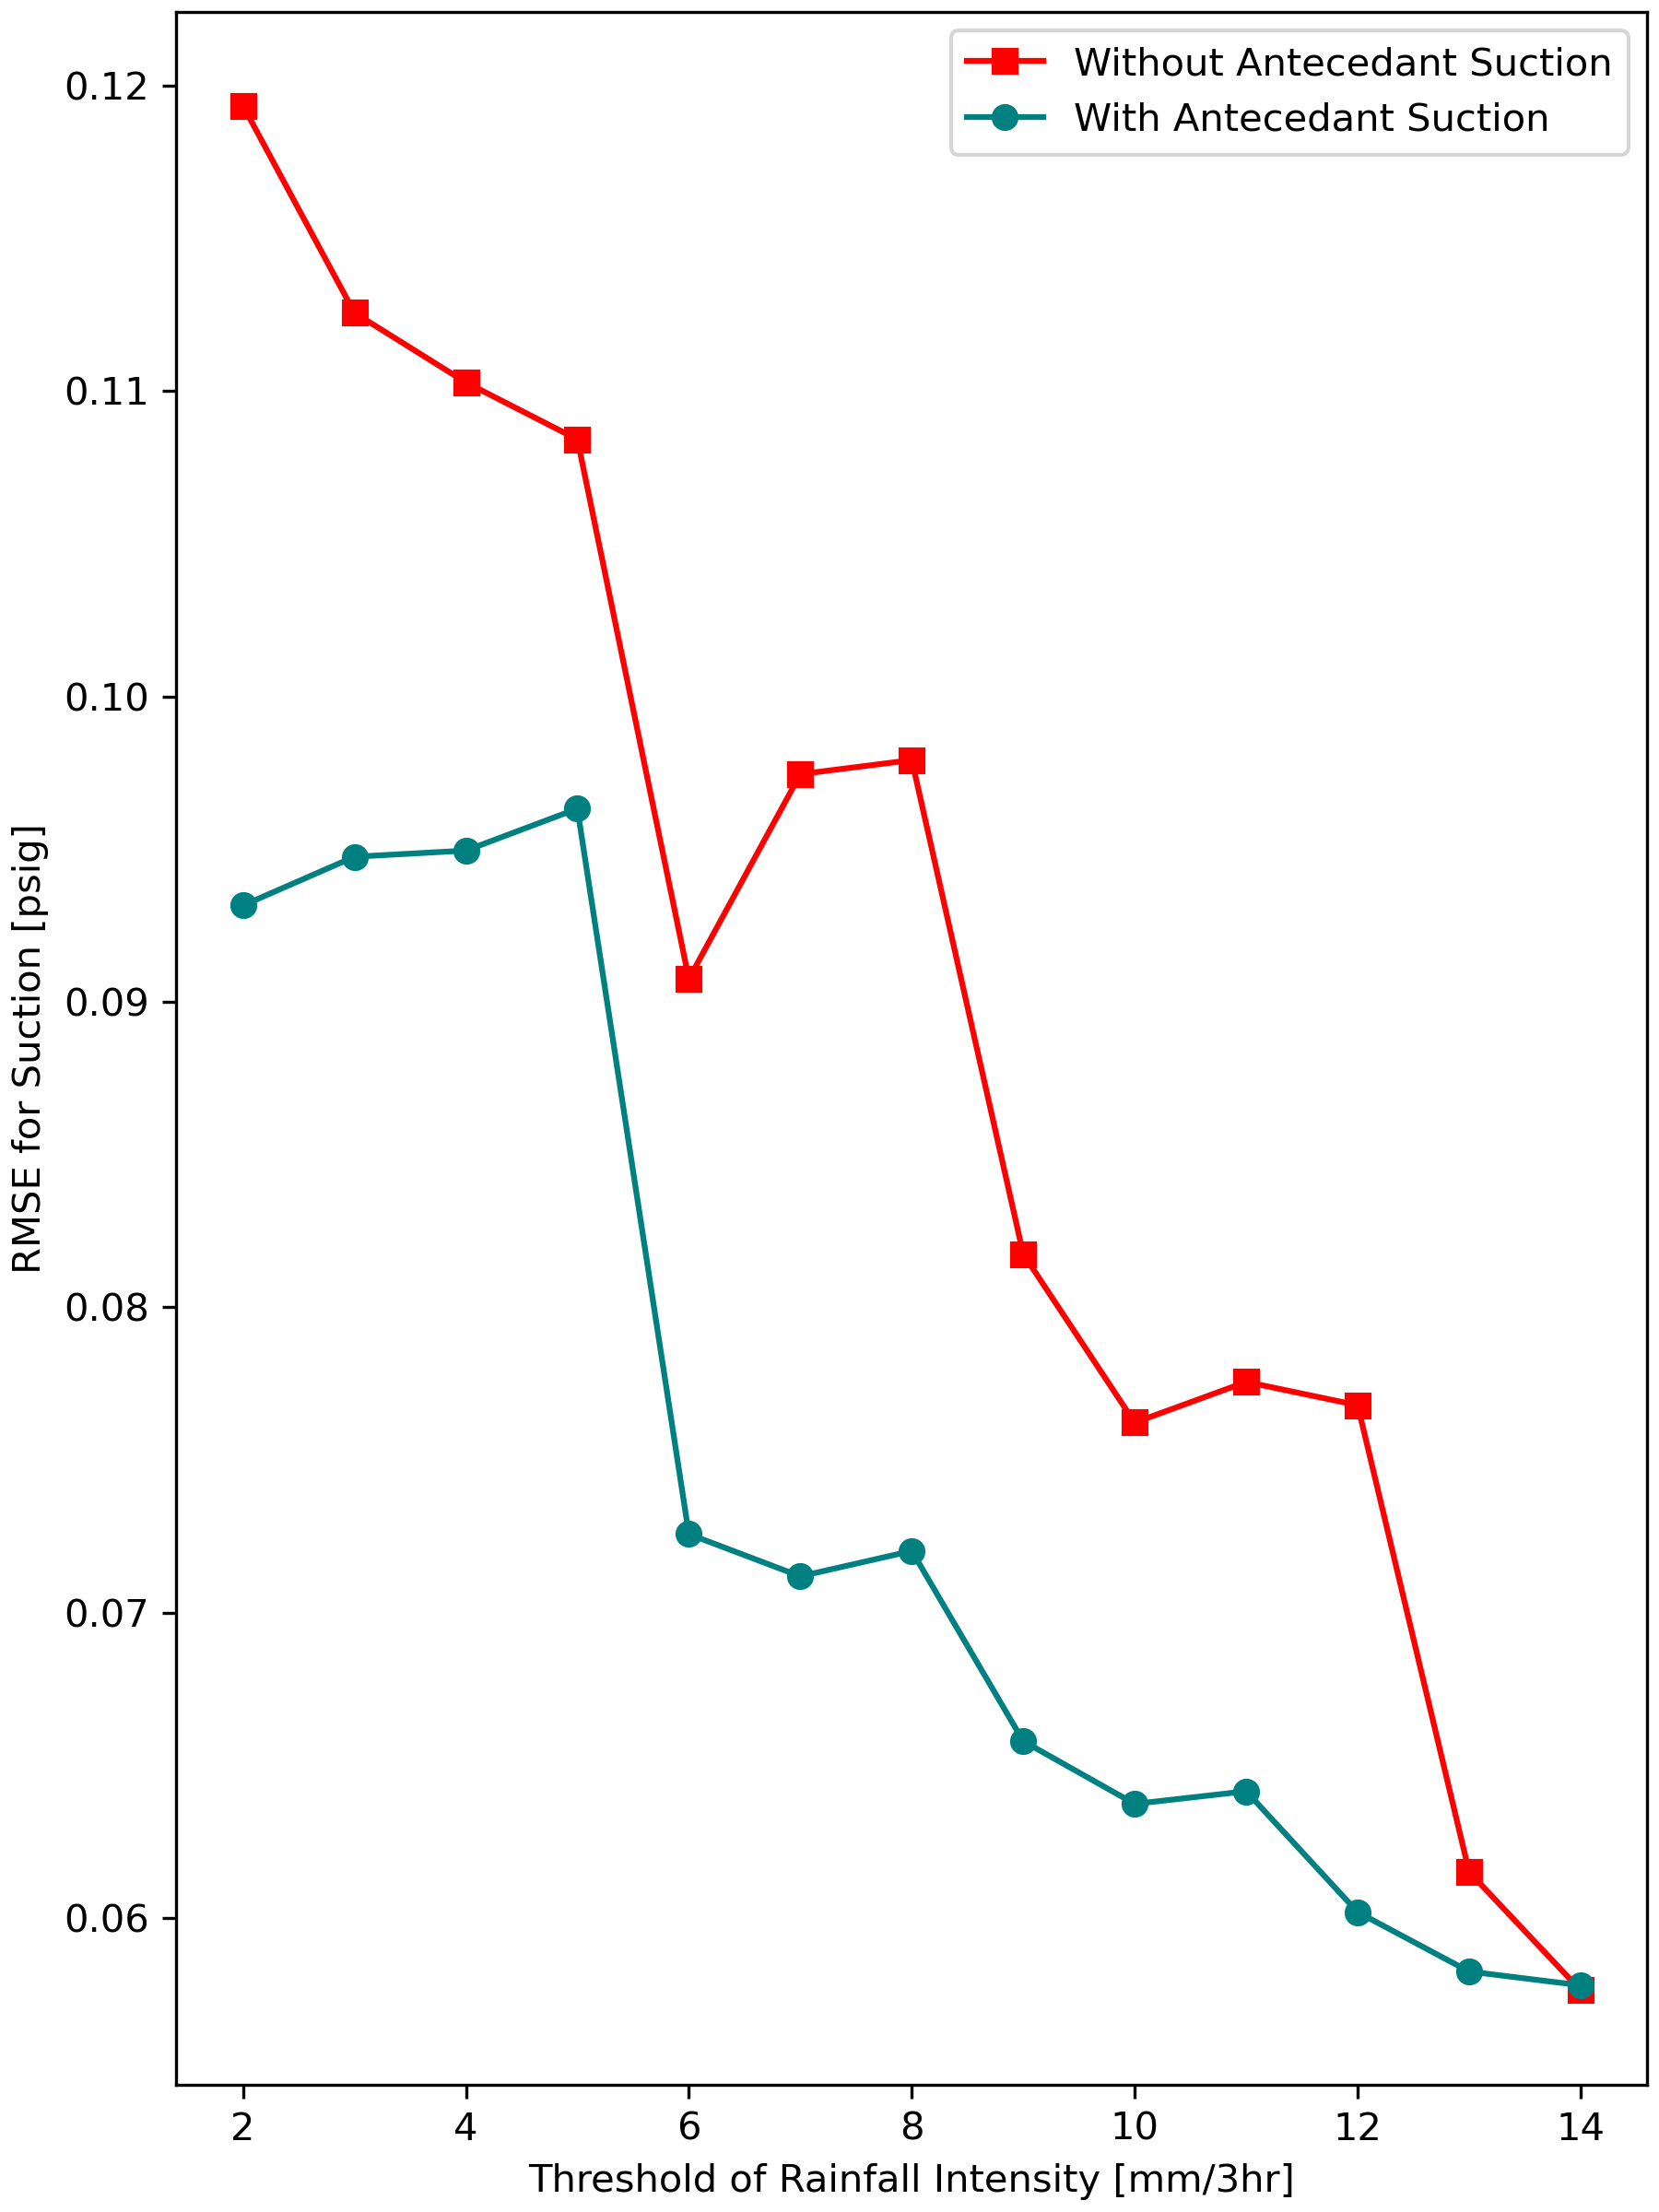 Without Antecedant Suction
With Antecedant Suction
0.12
0.11
0.10
0.09
0.08
0.07
0.06
RMSE for Suction [psig]
2 4 6 8 10 12 14
Threshold of Rainfall Intensity [mm/3hr]